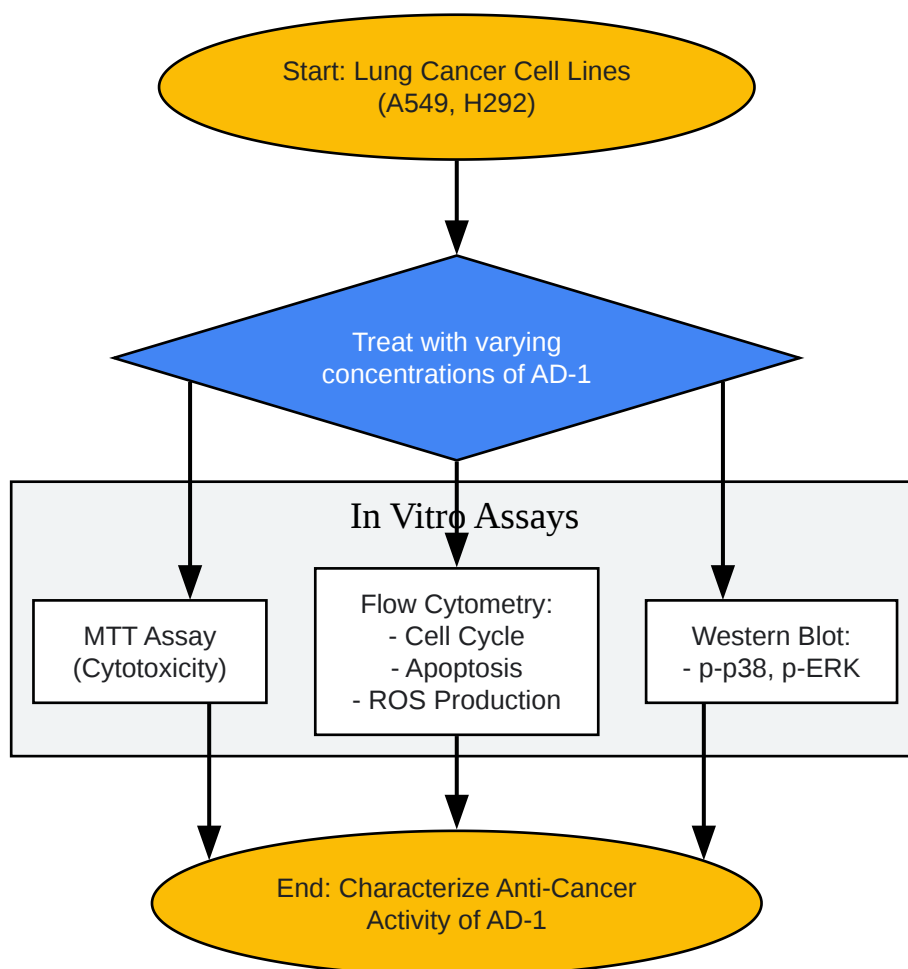 Start: Lung Cancer Cell Lines
(A549, H292)
Treat with varying
concentrations of AD-1
In Vitro Assays
MTT Assay
(Cytotoxicity)
Flow Cytometry:
- Cell Cycle
- Apoptosis
- ROS Production
Western Blot:
- p-p38, p-ERK
End: Characterize Anti-Cancer
Activity of AD-1